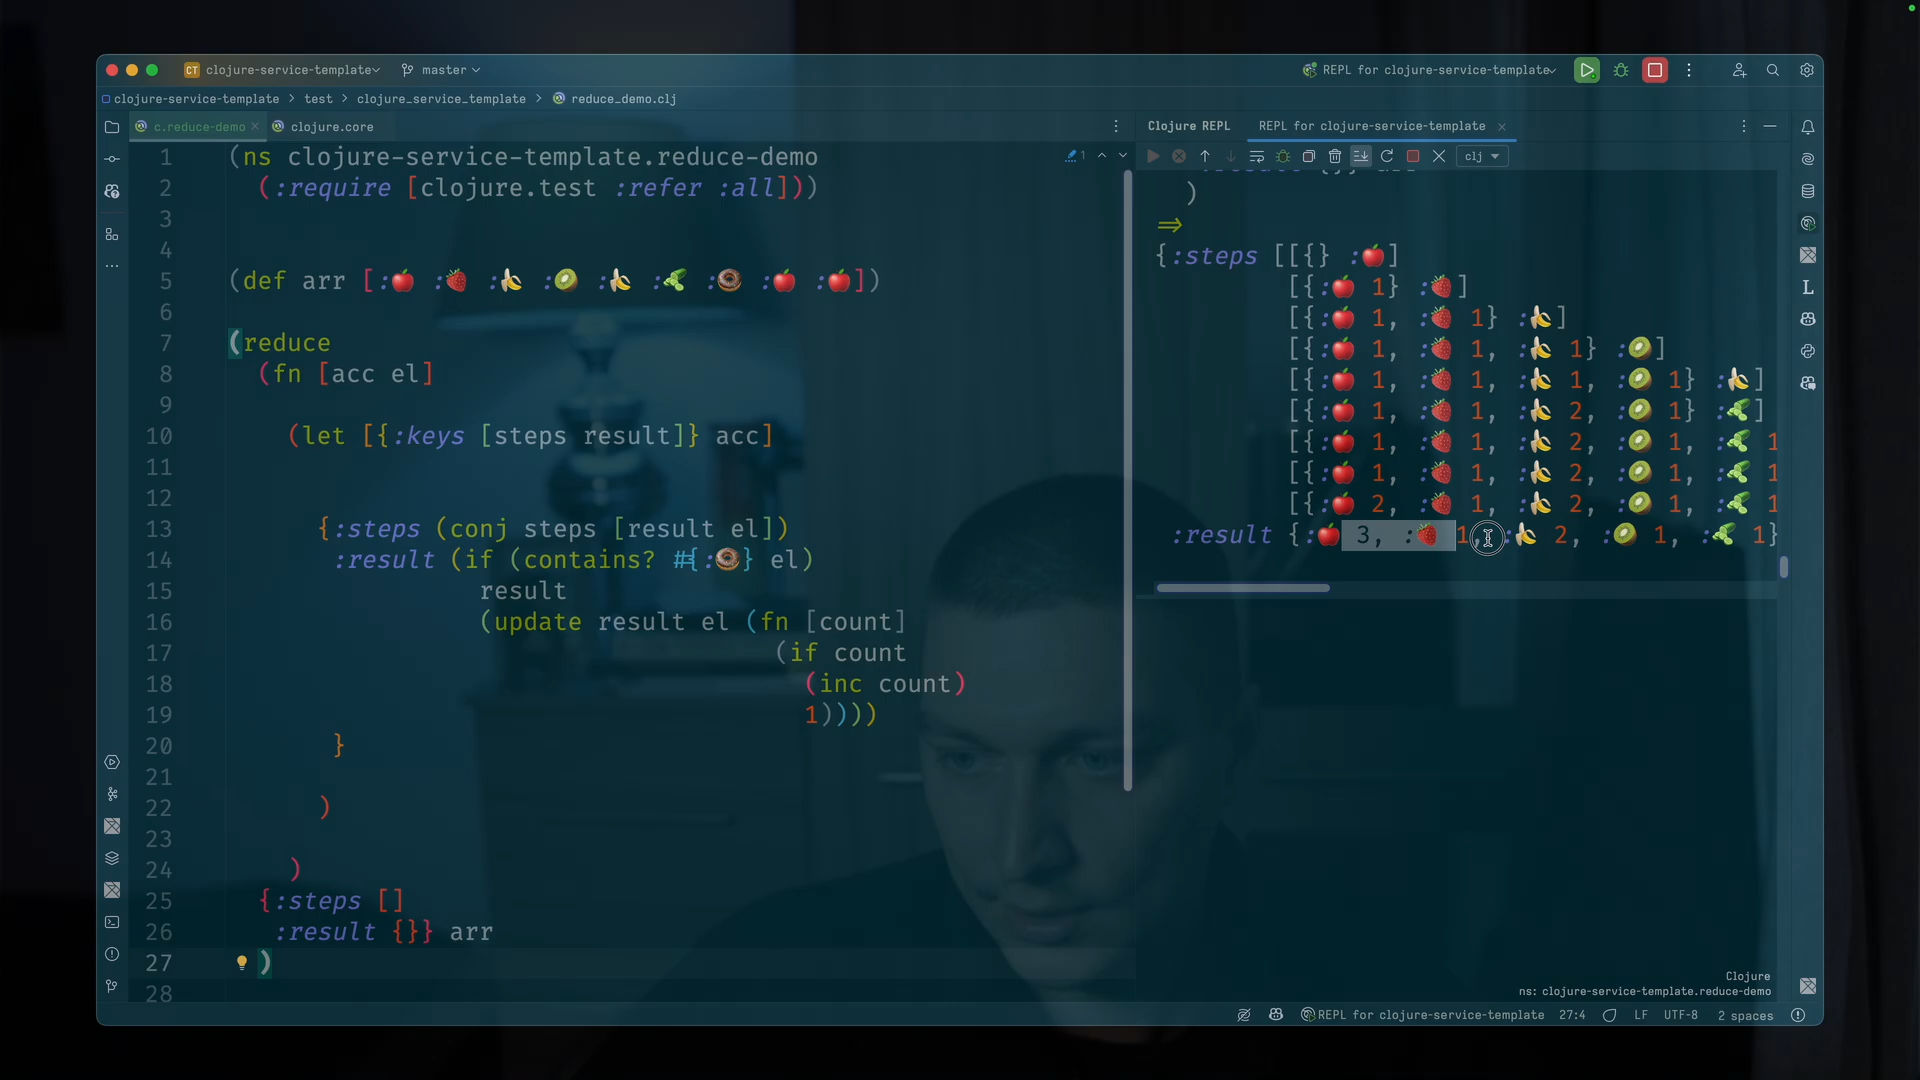 CT clojure-service-template master REPL for clojure-service-template
clojure-service-template > test > clojure_service_template > reduce_demo.clj
c.reduce-demo clojure.core
1 (ns clojure-service-template.reduce-demo
2 (:require [clojure.test :refer :all]))
3
4
5 (def arr [:🍎 :🍓 :🍌 :🥝 :🍌 :🥒 :🍩 :🍎 :🍎])
6
7 (reduce
8 (fn [acc el]
9
10 (let [{:keys [steps result]} acc]
11
12
13 {:steps (conj steps [result el])
14 :result (if (contains? #{:🍩} el)
15 result
16 (update result el (fn [count]
17 (if count
18 (inc count)
19 1))))
20 }
21
22 )
23
24 )
25 {:steps []
26 :result {}} arr
27 )
28
1
Clojure REPL REPL for clojure-service-template
clj
)
=>
{:steps [[{} :🍎]
[{:🍎 1} :🍓]
[{:🍎 1, :🍓 1} :🍌]
[{:🍎 1, :🍓 1, :🍌 1} :🥝]
[{:🍎 1, :🍓 1, :🍌 1, :🥝 1} :🍌]
[{:🍎 1, :🍓 1, :🍌 2, :🥝 1} :🥒]
[{:🍎 1, :🍓 1, :🍌 2, :🥝 1, :🥒 1
[{:🍎 1, :🍓 1, :🍌 2, :🥝 1, :🥒 1
[{:🍎 2, :🍓 1, :🍌 2, :🥝 1, :🥒 1
:result {:🍎 3, :🍓 1, :🍌 2, :🥝 1, :🥒 1}
L
Clojure
ns: clojure-service-template.reduce-demo
REPL for clojure-service-template 27:4 LF UTF-8 2 spaces